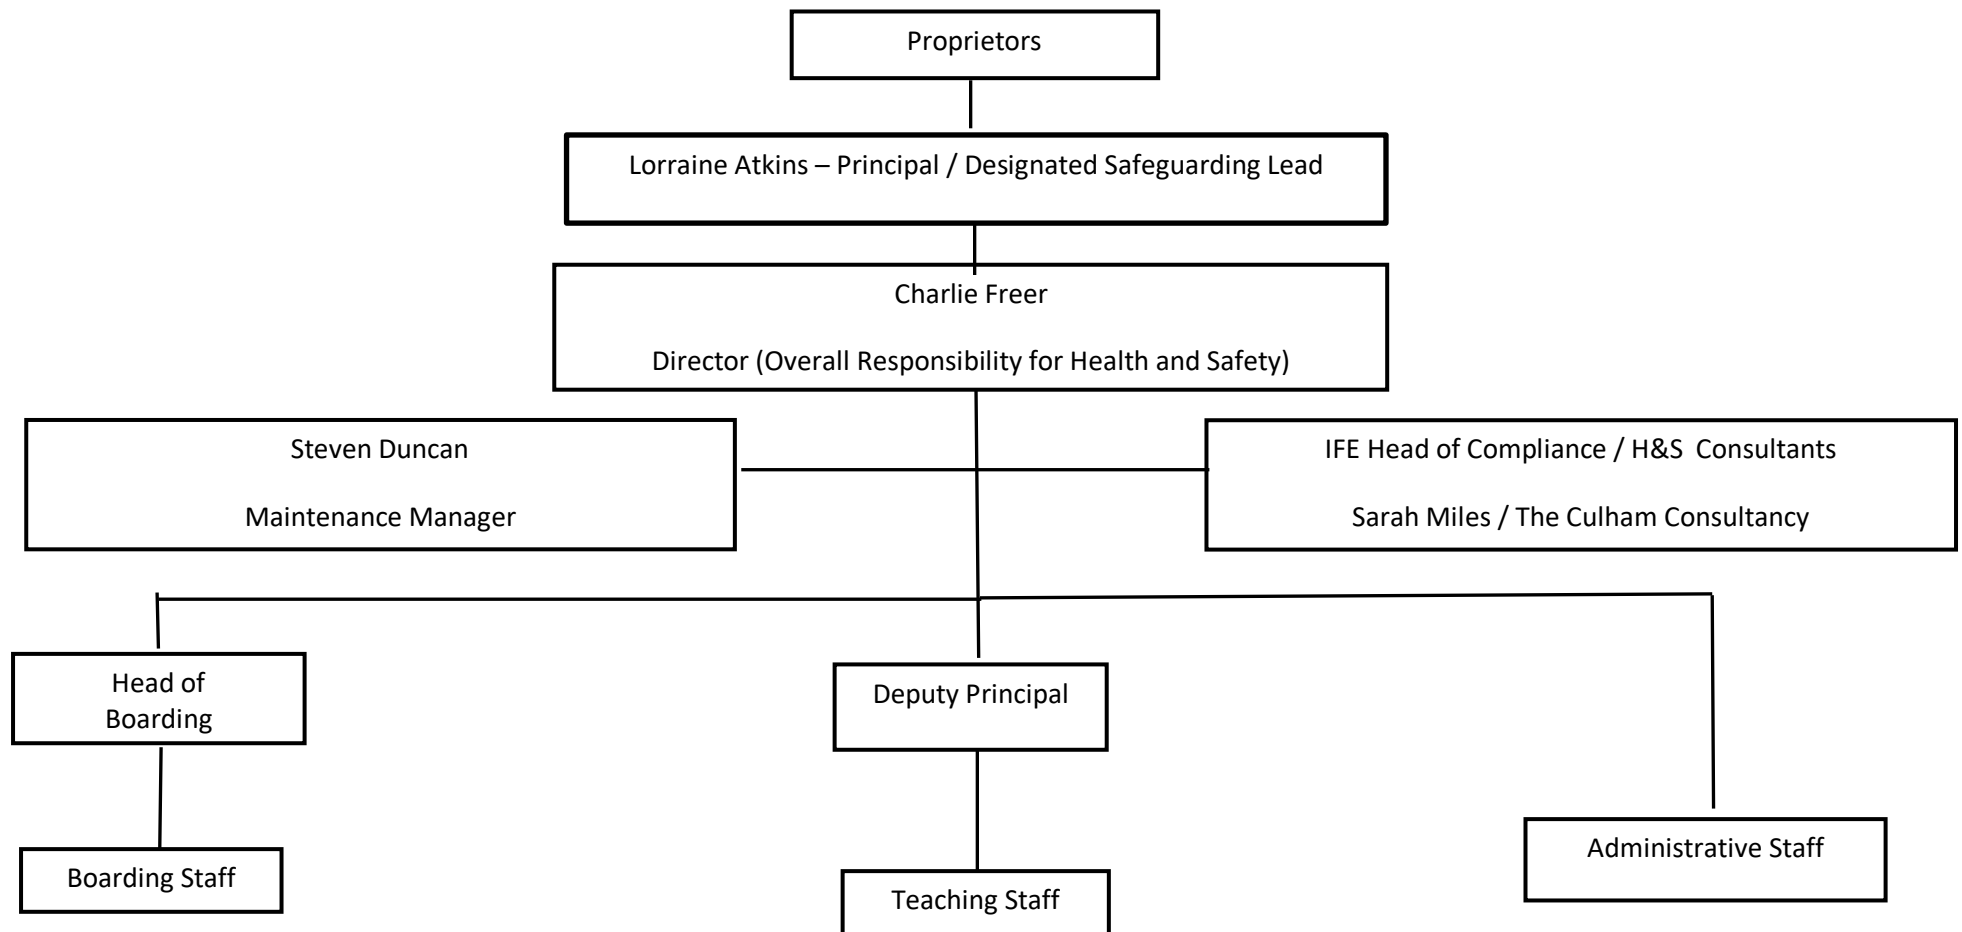 Proprietors
Lorraine Atkins – Principal / Designated Safeguarding Lead
Charlie Freer
Director (Overall Responsibility for Health and Safety)
Steven Duncan
Maintenance Manager
IFE Head of Compliance / H&S  Consultants
Sarah Miles / The Culham Consultancy
Head of
Boarding
Deputy Principal
Boarding Staff
Teaching Staff
Administrative Staff